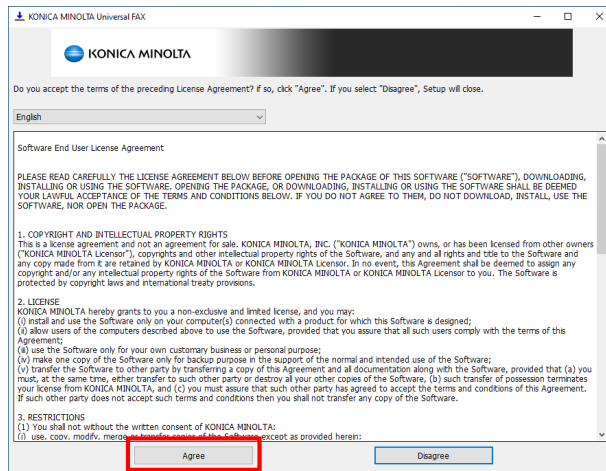 KONICA MINOLTA Universal FAX
KONICA MINOLTA
Do you accept the terms of the preceding License Agreement? if so, click "Agree". If you select "Disagree", Setup will close.
English
Software End User License Agreement
PLEASE READ CAREFULLY THE LICENSE AGREEMENT BELOW BEFORE OPENING THE PACKAGE OF THIS SOFTWARE ("SOFTWARE"), DOWNLOADING,
INSTALLING OR USING THE SOFTWARE. OPENING THE PACKAGE, OR DOWNLOADING, INSTALLING OR USING THE SOFTWARE SHALL BE DEEMED
YOUR LAWFUL ACCEPTANCE OF THE TERMS AND CONDITIONS BELOW. IF YOU DO NOT AGREE TO THEM, DO NOT DOWNLOAD, INSTALL, USE THE
SOFTWARE, NOR OPEN THE PACKAGE.
1. COPYRIGHT AND INTELLECTUAL PROPERTY RIGHTS
This is a license agreement and not an agreement for sale. KONICA MINOLTA, INC. ("KONICA MINOLTA") owns, or has been licensed from other owners
("KONICA MINOLTA Licensor"), copyrights and other intellectual property rights of the Software, and any and all rights and title to the Software and
any copy made from it are retained by KONICA MINOLTA or KONICA MINOLTA Licensor. In no event, this Agreement shall be deemed to assign any
copyright and/or any intellectual property rights of the Software from KONICA MINOLTA or KONICA MINOLTA Licensor to you. The Software is
protected by copyright laws and international treaty provisions.
2. LICENSE
KONICA MINOLTA hereby grants to you a non-exclusive and limited license, and you may:
(i) install and use the Software only on your computer(s) connected with a product for which this Software is designed;
(ii) allow users of the computers described above to use the Software, provided that you assure that all such users comply with the terms of this
Agreement;
(iii) use the Software only for your own customary business or personal purpose;
(iv) make one copy of the Software only for backup purpose in the support of the normal and intended use of the Software;
(v) transfer the Software to other party by transferring a copy of this Agreement and all documentation along with the Software, provided that (a) you
must, at the same time, either transfer to such other party or destroy all your other copies of the Software, (b) such transfer of possession terminates
your license from KONICA MINOLTA, and (c) you must assure that such other party has agreed to accept the terms and conditions of this Agreement.
If such other party does not accept such terms and conditions then you shall not transfer any copy of the Software.
3. RESTRICTIONS
(1) You shall not without the written consent of KONICA MINOLTA:
(i) use, copy, modify, merge or transfer copies of the Software except as provided herein;
Agree
Disagree